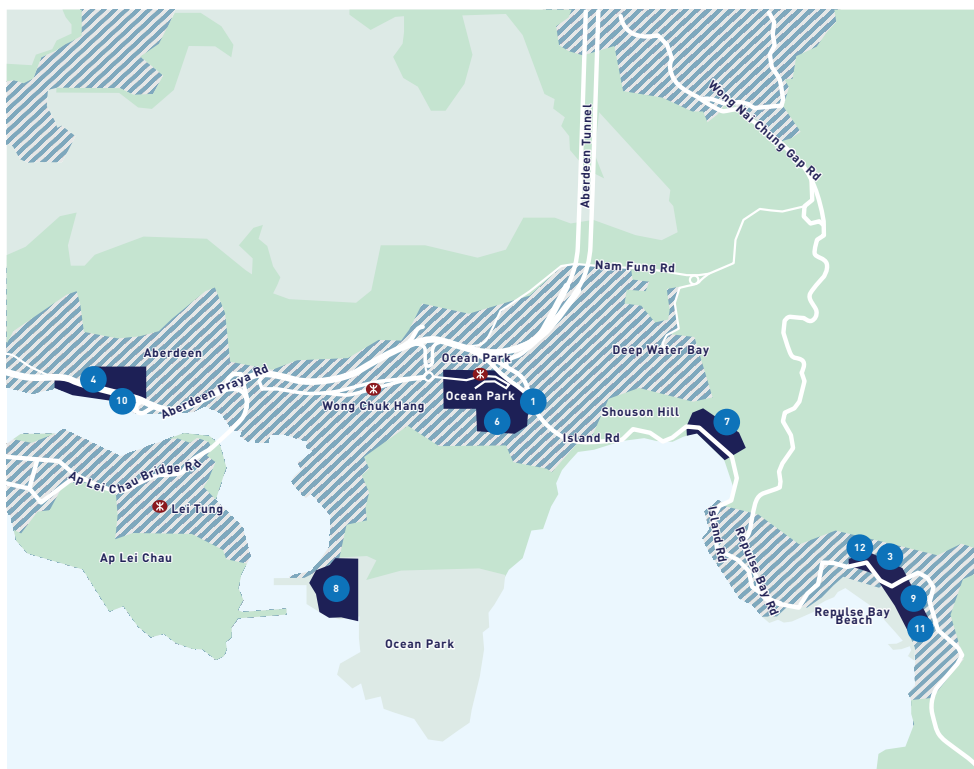 Wong Nai Chung Gap Rd
Aberdeen Tunnel
Nam Fung Rd
Aberdeen
Ocean Park
Deep Water Bay
4
10
Aberdeen Praya Rd
Wong Chuk Hang
Ocean Park
1
6
Shouson Hill
7
Island Rd
Ap Lei Chau Bridge Rd
Lei Tung
Island Rd
Repulse Bay Rd
Ap Lei Chau
12
3
8
9
Repulse Bay
Beach
11
Ocean Park